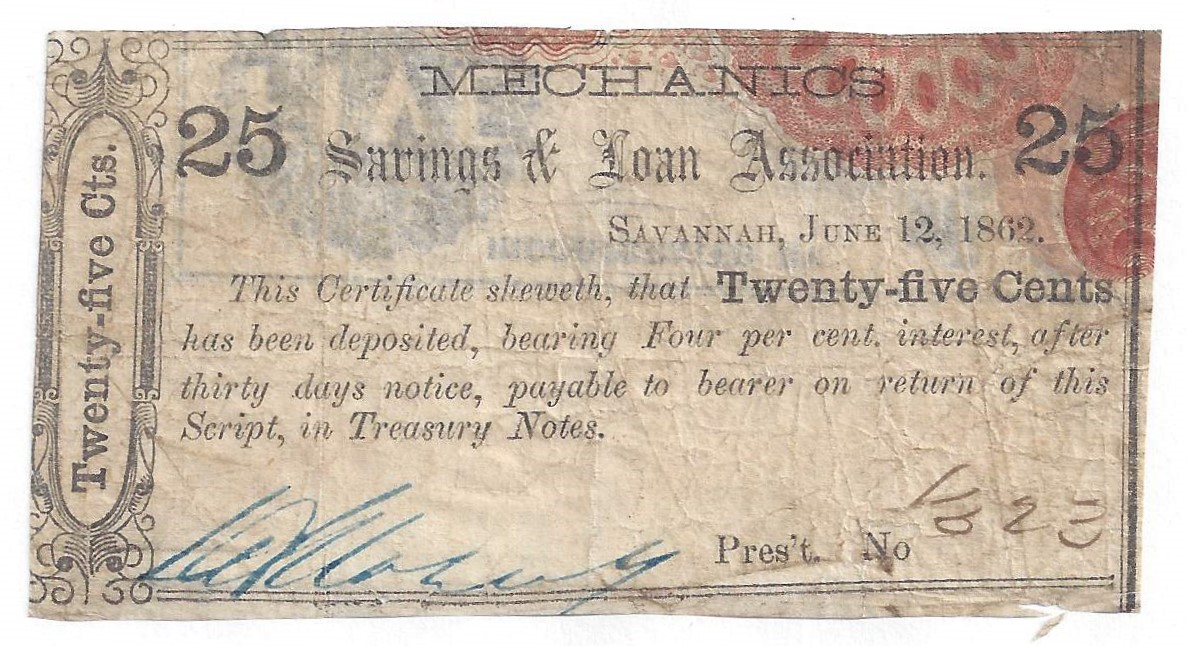 MECHANICS
25 Savings & Loan Association. 25
SAVANNAH, JUNE 12, 1862.
This Certificate sheweth, that Twenty-five Cents
has been deposited, bearing Four per cent. interest, after
thirty days notice, payable to bearer on return of this
Script, in Treasury Notes.
Pres't. No
Twenty-five Cts.